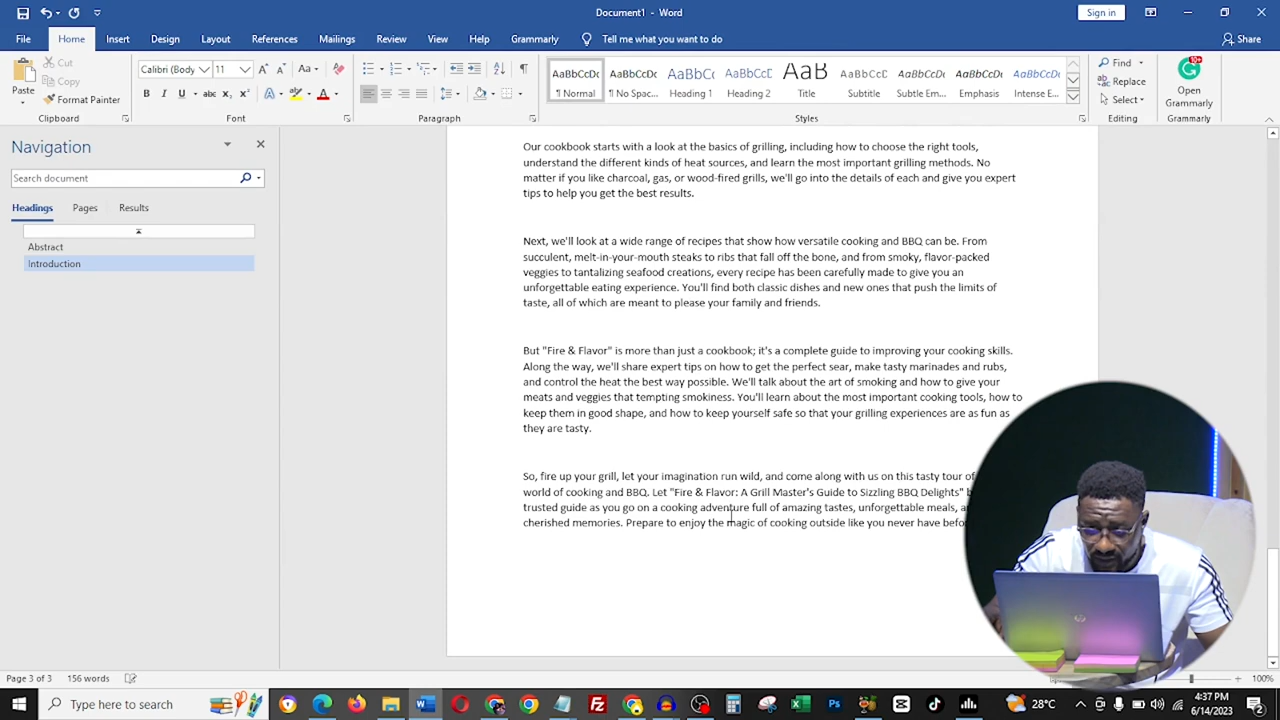 Document1 - Word
Sign in
File Home Insert Design Layout References Mailings Review View Help Grammarly Tell me what you want to do Share
Cut
Copy
Format Painter
Paste
Calibri (Body 11
Aa
B I U abc x₂ x²
AaBbCcDc AaBbCcDc AaBbC( AaBbCcD AaB AaBbCcD AaBbCcDc AaBbCcDc AaBbCcDc
¶ Normal ¶ No Spac... Heading 1 Heading 2 Title Subtitle Subtle Em... Emphasis Intense E...
Find
Replace
Select
10+
Open
Grammarly
Clipboard Font Paragraph Styles Editing Grammarly
Navigation
Search document
Headings Pages Results
Abstract
Introduction
Our cookbook starts with a look at the basics of grilling, including how to choose the right tools,
understand the different kinds of heat sources, and learn the most important grilling methods. No
matter if you like charcoal, gas, or wood-fired grills, we'll go into the details of each and give you expert
tips to help you get the best results.
Next, we'll look at a wide range of recipes that show how versatile cooking and BBQ can be. From
succulent, melt-in-your-mouth steaks to ribs that fall off the bone, and from smoky, flavor-packed
veggies to tantalizing seafood creations, every recipe has been carefully made to give you an
unforgettable eating experience. You'll find both classic dishes and new ones that push the limits of
taste, all of which are meant to please your family and friends.
But "Fire & Flavor" is more than just a cookbook; it's a complete guide to improving your cooking skills.
Along the way, we'll share expert tips on how to get the perfect sear, make tasty marinades and rubs,
and control the heat the best way possible. We'll talk about the art of smoking and how to give your
meats and veggies that tempting smokiness. You'll learn about the most important cooking tools, how to
keep them in good shape, and how to keep yourself safe so that your grilling experiences are as fun as
they are tasty.
So, fire up your grill, let your imagination run wild, and come along with us on this tasty tour of
world of cooking and BBQ. Let "Fire & Flavor: A Grill Master's Guide to Sizzling BBQ Delights"
trusted guide as you go on a cooking adventure full of amazing tastes, unforgettable meals,
cherished memories. Prepare to enjoy the magic of cooking outside like you never have
Page 3 of 3 156 words 100%
Type here to search
28°C
4:37 PM
6/14/2023
2